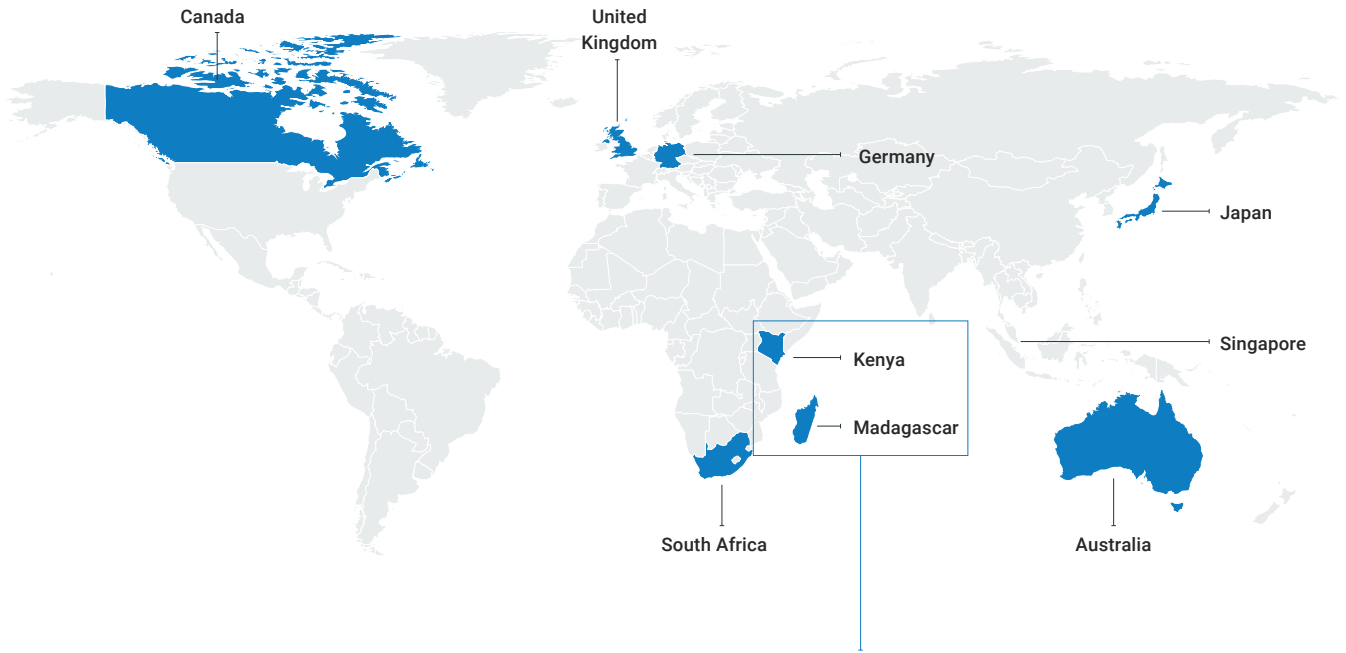 Canada
United
Kingdom
Germany
Japan
Singapore
Kenya
Madagascar
South Africa
Australia